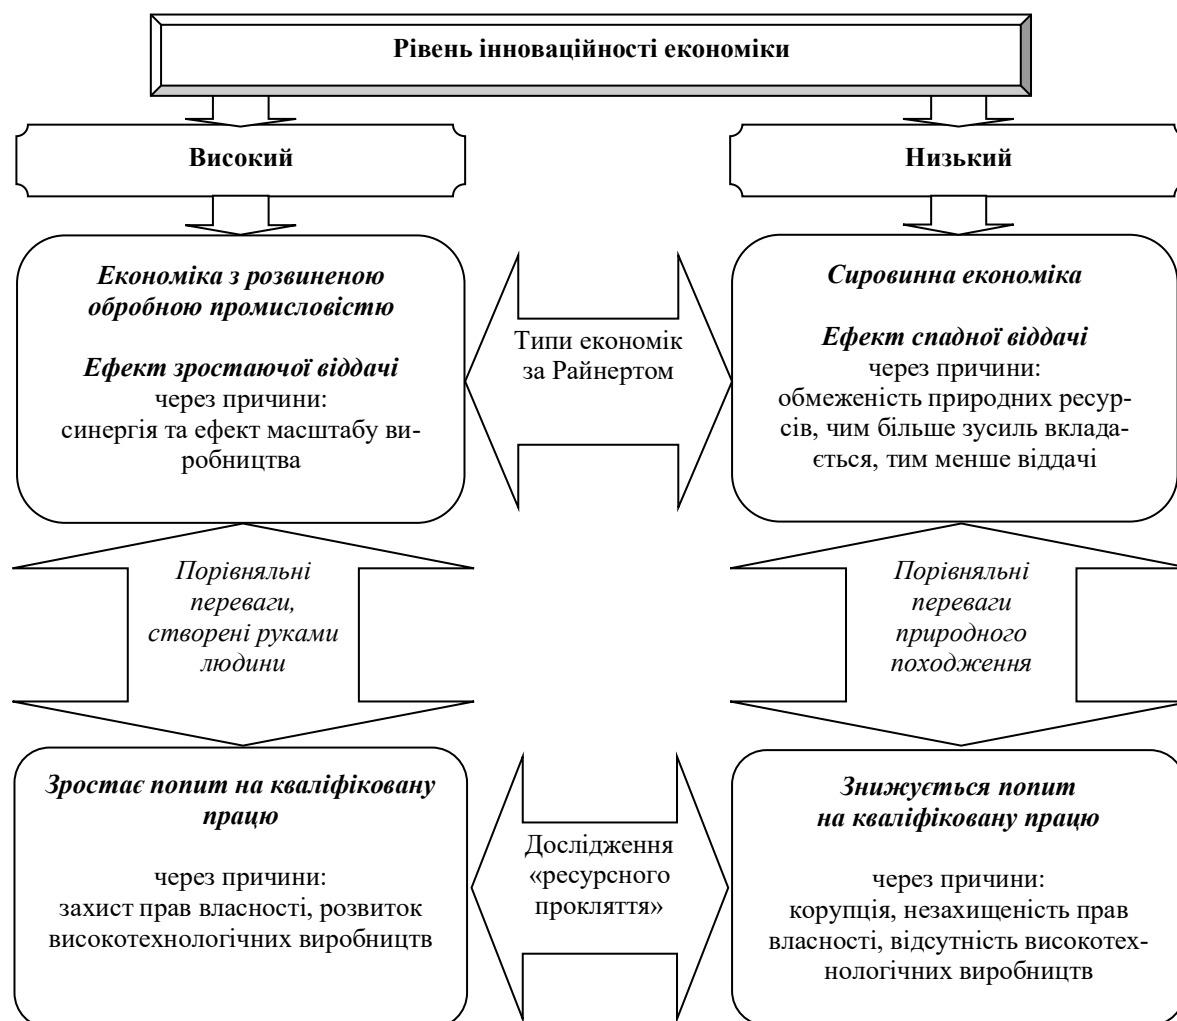 Рівень інноваційності економіки
Високий
Низький
Економіка з розвиненою
обробною промисловістю
Ефект зростаючої віддачі
через причини:
синергія та ефект масштабу ви-
робництва
Типи економік
за Райнертом
Сировинна економіка
Ефект спадної віддачі
через причини:
обмеженість природних ресур-
сів, чим більше зусиль вклада-
ється, тим менше віддачі
Порівняльні
переваги,
створені руками
людини
Порівняльні
переваги
природного
походження
Зростає попит на кваліфіковану
працю
через причини:
захист прав власності, розвиток
високотехнологічних виробництв
Дослідження
«ресурсного
прокляття»
Знижується попит
на кваліфіковану працю
через причини:
корупція, незахищеність прав
власності, відсутність високотех-
нологічних виробництв